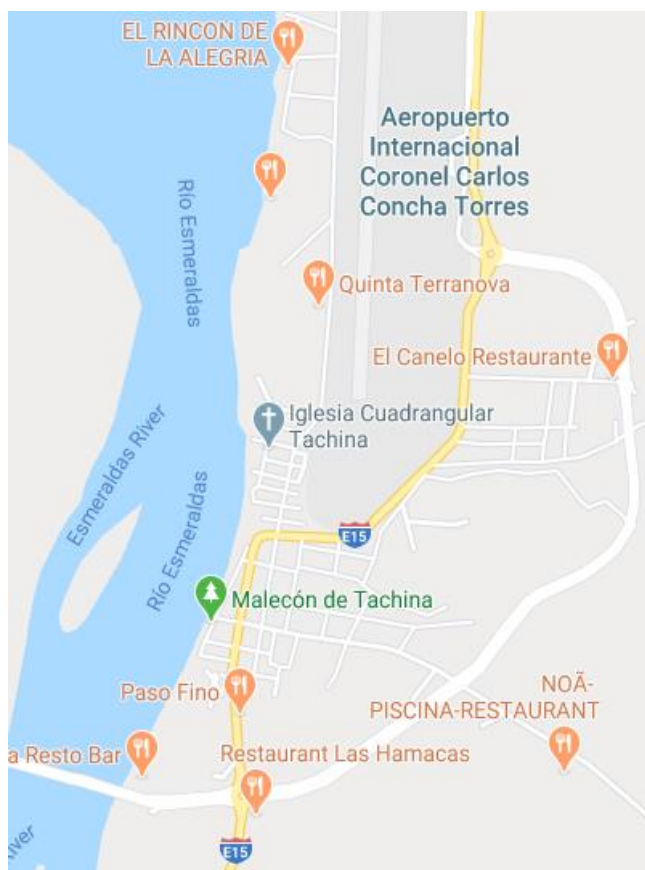 EL RINCON DE
LA ALEGRIA
Aeropuerto
Internacional
Coronel Carlos
Concha Torres
Río Esmeraldas
Quinta Terranova
El Canelo Restaurante
Iglesia Cuadrangular
Tachina
Esmeraldas River
Río Esmeraldas
E15
Malecón de Tachina
Paso Fino
NOÃ-
PISCINA-RESTAURANT
a Resto Bar
Restaurant Las Hamacas
River
E15